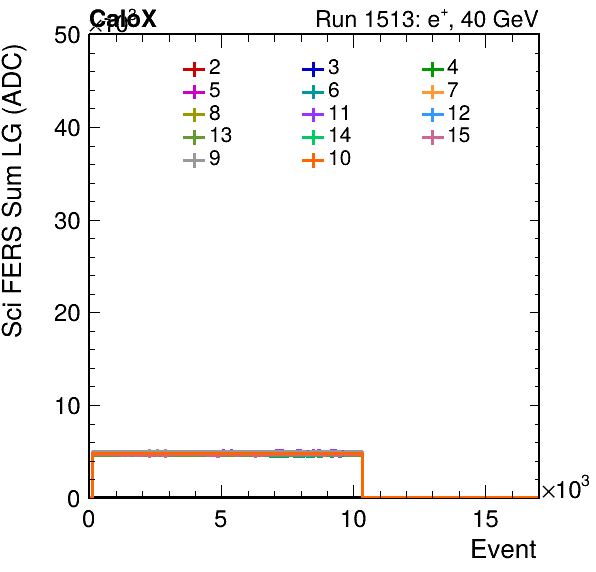 CaloX
×10³
Run 1513: e⁺, 40 GeV
Sci FERS Sum LG (ADC)
50
40
30
20
10
0
2 3 4
5 6 7
8 11 12
13 14 15
9 10
0 5 10 15
×10³
Event